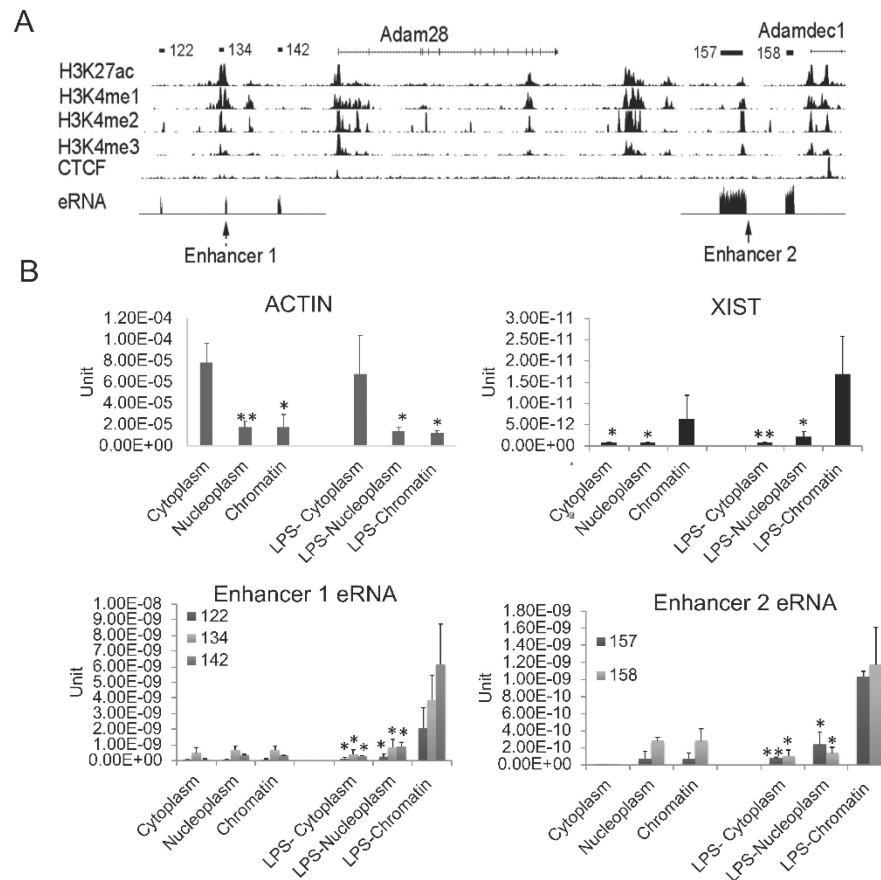 A
Adam28
Adamdec1
122 134 142 157 158
H3K27ac
H3K4me1
H3K4me2
H3K4me3
CTCF
eRNA
Enhancer 1 Enhancer 2
B
ACTIN
Unit
1.20E-04
1.00E-04
8.00E-05
6.00E-05
4.00E-05
2.00E-05
0.00E+00
** * * *
Cytoplasm
Nucleoplasm
Chromatin
LPS- Cytoplasm
LPS-Nucleoplasm
LPS-Chromatin
XIST
Unit
3.00E-11
2.50E-11
2.00E-11
1.50E-11
1.00E-11
5.00E-12
0.00E+00
* * ** *
Cytoplasm
Nucleoplasm
Chromatin
LPS- Cytoplasm
LPS-Nucleoplasm
LPS-Chromatin
Enhancer 1 eRNA
Unit
1.00E-08
9.00E-09
8.00E-09
7.00E-09
6.00E-09
5.00E-09
4.00E-09
3.00E-09
2.00E-09
1.00E-09
0.00E+00
122
134
142
* * * * * *
Cytoplasm
Nucleoplasm
Chromatin
LPS- Cytoplasm
LPS-Nucleoplasm
LPS-Chromatin
Enhancer 2 eRNA
Unit
1.80E-09
1.60E-09
1.40E-09
1.20E-09
1.00E-09
8.00E-10
6.00E-10
4.00E-10
2.00E-10
0.00E+00
157
158
** * * *
Cytoplasm
Nucleoplasm
Chromatin
LPS- Cytoplasm
LPS-Nucleoplasm
LPS-Chromatin